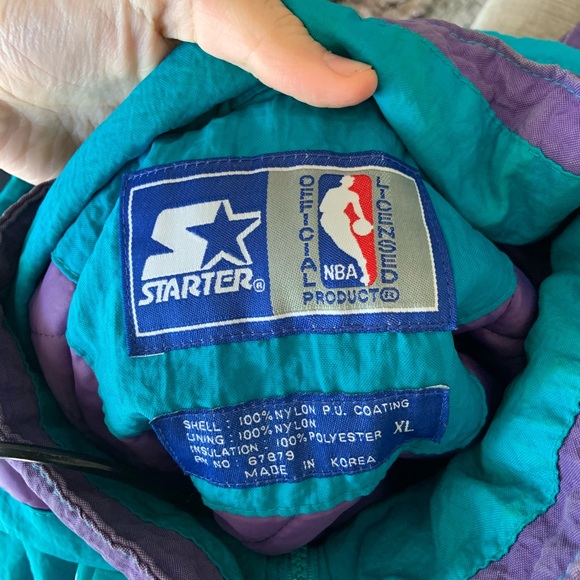 STARTER®
OFFICIAL
LICENSED
NBA
PRODUCT®
SHELL : 100% NYLON P.U. COATING
LINING : 100% NYLON
INSULATION : 100% POLYESTER XL
RN NO : 67879
MADE IN KOREA